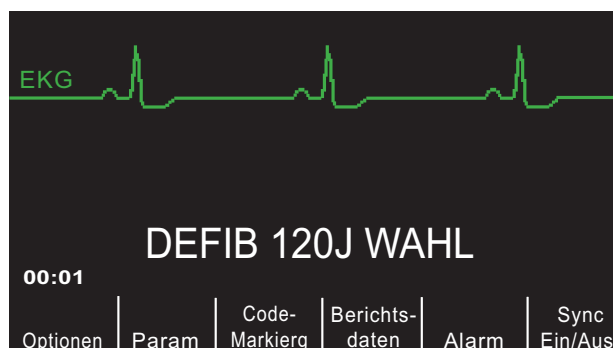 EKG
DEFIB 120J WAHL
00:01
Optionen
Param
Code-
Markierg
Berichts-
daten
Alarm
Sync
Ein/Aus